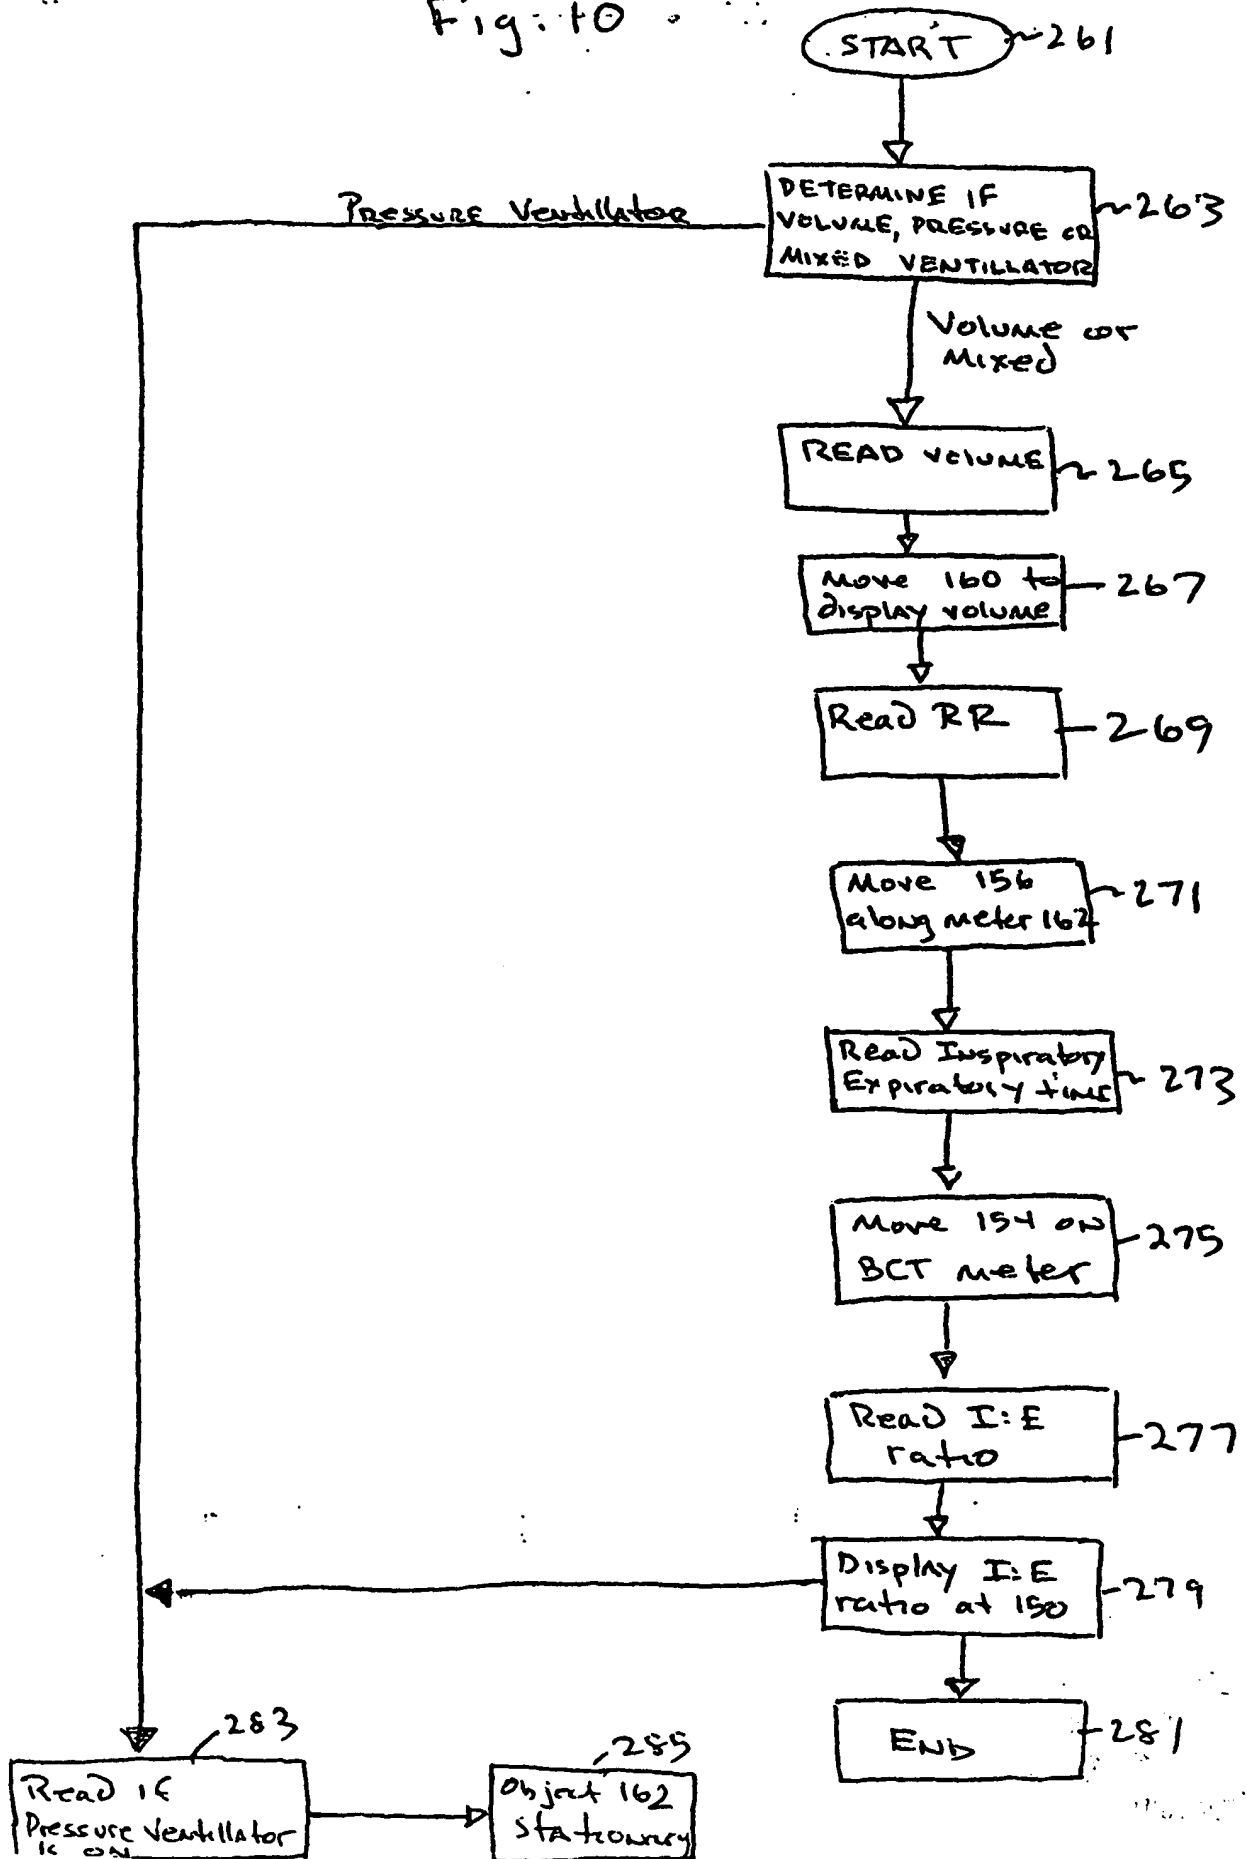 Fig. 10
START 261
DETERMINE IF
VOLUME, PRESSURE OR
MIXED VENTILLATOR
263
Pressure Ventillator
Volume or
Mixed
READ VOLUME
265
Move 160 to
display volume
267
Read RR
269
Move 156
along meter 162
271
Read Inspiratory
Expiratory time
273
Move 154 on
BCT meter
275
Read I:E
ratio
277
Display I:E
ratio at 150
279
END
281
283
Read if
Pressure Ventillator
is on
285
Object 162
stationary